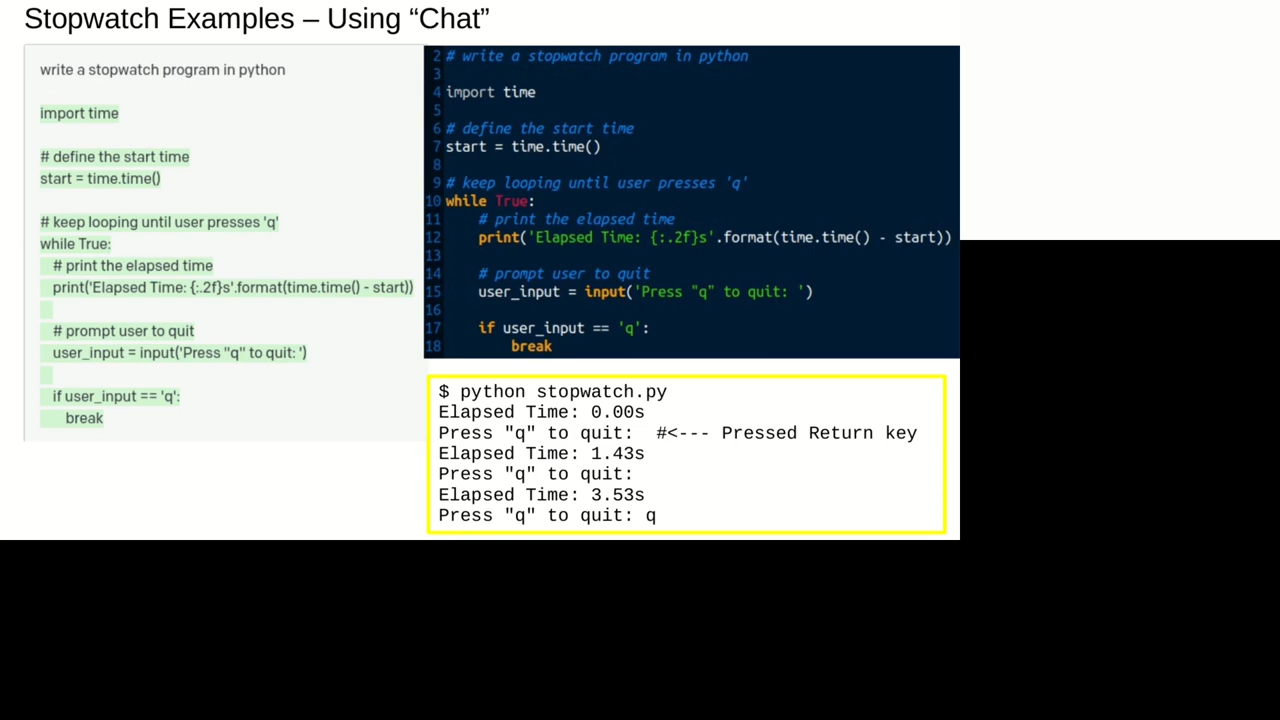 Stopwatch Examples – Using “Chat”
write a stopwatch program in python
import time
# define the start time
start = time.time()
# keep looping until user presses 'q'
while True:
# print the elapsed time
print('Elapsed Time: {:.2f}s'.format(time.time() - start))
# prompt user to quit
user_input = input('Press "q" to quit: ')
if user_input == 'q':
break
2 # write a stopwatch program in python
3
4 import time
5
6 # define the start time
7 start = time.time()
8
9 # keep looping until user presses 'q'
10 while True:
11 # print the elapsed time
12 print('Elapsed Time: {:.2f}s'.format(time.time() - start))
13
14 # prompt user to quit
15 user_input = input('Press "q" to quit: ')
16
17 if user_input == 'q':
18 break
$ python stopwatch.py
Elapsed Time: 0.00s
Press "q" to quit:  #<--- Pressed Return key
Elapsed Time: 1.43s
Press "q" to quit:
Elapsed Time: 3.53s
Press "q" to quit: q